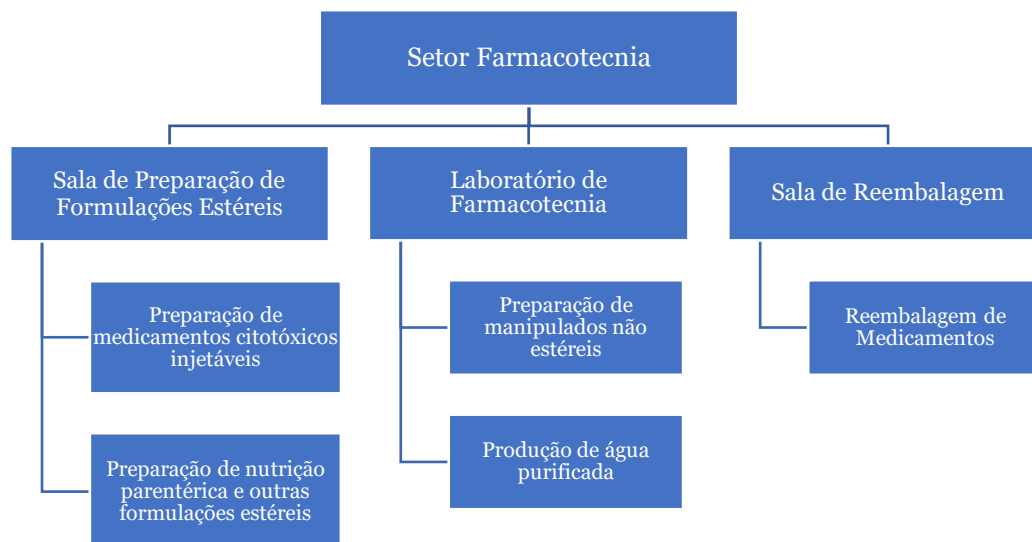 Setor Farmacotecnia
Sala de Preparação de
Formulações Estéreis
Preparação de
medicamentos citotóxicos
injetáveis
Preparação de nutrição
parentérica e outras
formulações estéreis
Laboratório de
Farmacotecnia
Preparação de
manipulados não
estéreis
Produção de água
purificada
Sala de Reembalagem
Reembalagem de
Medicamentos